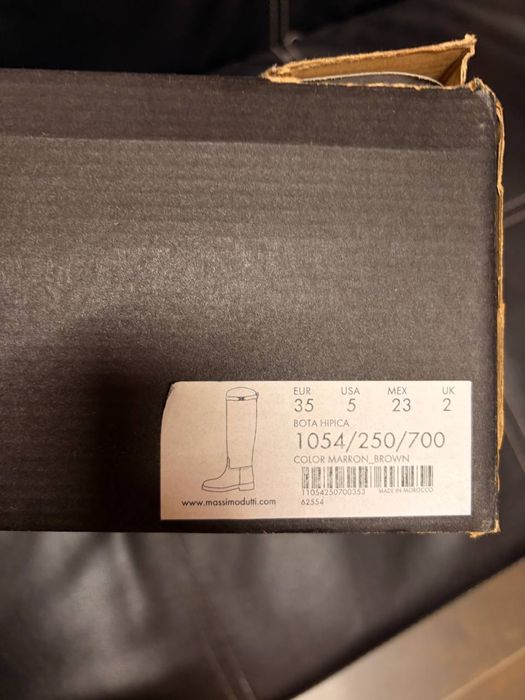 EUR USA MEX UK
35 5 23 2
BOTA HIPICA
1054/250/700
COLOR MARRON_BROWN
11054250700353 MADE IN MOROCCO
62554
www.massimodutti.com